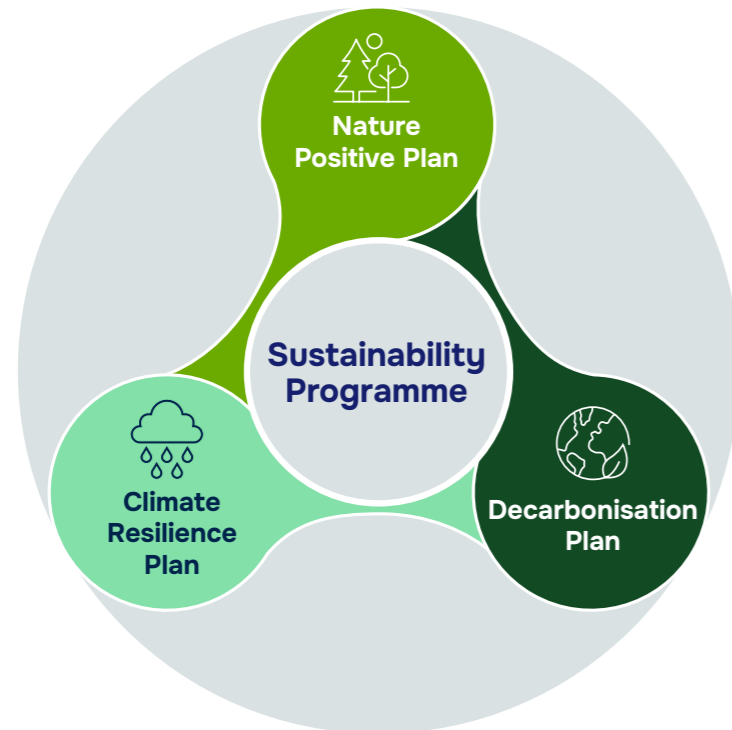 Nature
Positive Plan
Sustainability
Programme
Climate
Resilience
Plan
Decarbonisation
Plan